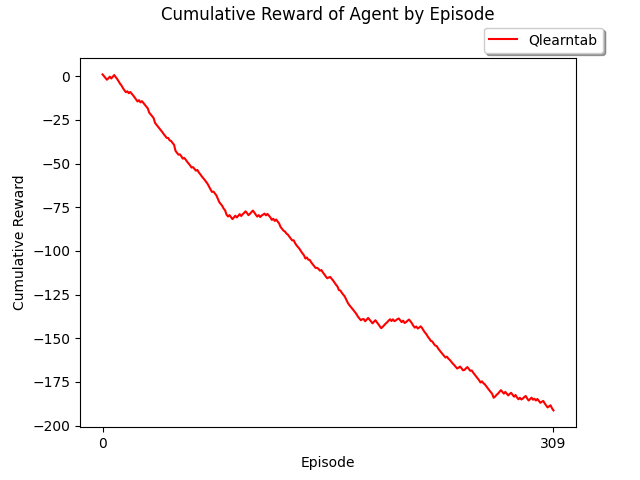 Cumulative Reward of Agent by Episode
Qlearntab
0
−25
−50
−75
−100
−125
−150
−175
−200
Cumulative Reward
0
309
Episode